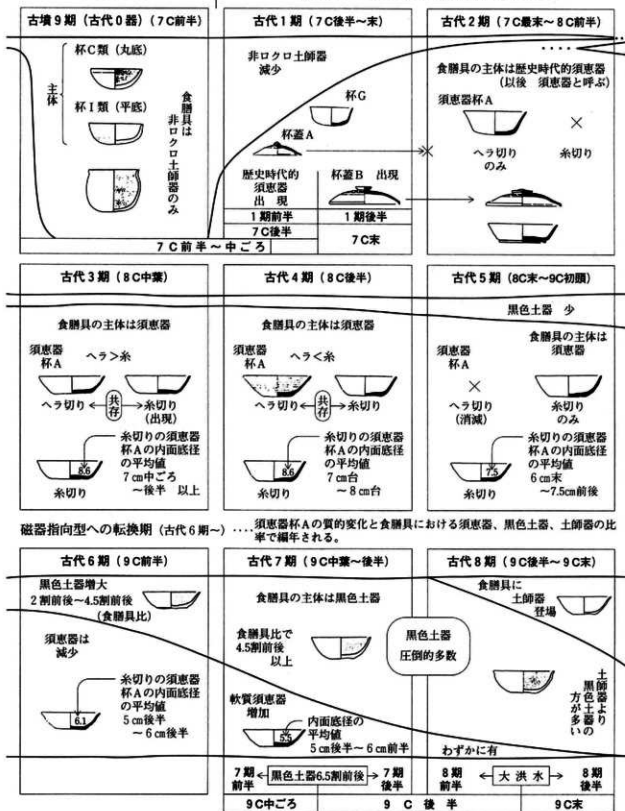 古墳9期（古代0器）（7C前半）
杯C類（丸底）
主体
杯I類（平底）
食膳具は
非ロクロ土師器のみ
7C前半～中ごろ
古代1期（7C後半～末）
非ロクロ土師器
減少
杯G
杯蓋A
歴史時代的
須恵器
出現
杯蓋B 出現
1期前半
1期後半
7C後半
7C末
古代2期（7C最末～8C前半）
食膳具の主体は歴史時代的須恵器
（以後 須恵器と呼ぶ）
須恵器杯A
×
ヘラ切り
のみ
糸切り
×
古代3期（8C中葉）
食膳具の主体は須恵器
須恵器
杯A
ヘラ＞糸
共存
ヘラ切り
糸切り
（出現）
糸切りの須恵器
杯Aの内面底径
の平均値
7㎝中ごろ
～後半 以上
8.6
糸切り
古代4期（8C後半）
食膳具の主体は須恵器
須恵器
杯A
ヘラ＜糸
共存
ヘラ切り
糸切り
糸切りの須恵器
杯Aの内面底径
の平均値
7㎝台
～8㎝台
8.6
糸切り
古代5期（8C末～9C初頭）
黒色土器 少
食膳具の主体は
須恵器
須恵器
杯A
×
ヘラ切り
（消滅）
糸切り
のみ
糸切りの須恵器
杯Aの内面底径
の平均値
6㎝末
～7.5㎝前後
7.5
糸切り
磁器指向型への転換期（古代6期～）‥‥須恵器杯Aの質的変化と食膳具における須恵器、黒色土器、土師器の比
率で編年される。
古代6期（9C前半）
黒色土器増大
2割前後～4.5割前後
（食膳具比）
須恵器は
減少
糸切りの須恵器
杯Aの内面底径
の平均値
5㎝後半
～6㎝後半
6.1
古代7期（9C中葉～後半）
食膳具の主体は黒色土器
食膳具比で
4.5割前後
以上
黒色土器
圧倒的多数
軟質須恵器
増加
内面底径の
平均値
5㎝後半～6㎝前半
5.5
7期
前半
黒色土器6.5割前後
7期
後半
9C中ごろ
9C後半
古代8期（9C後半～9C末）
食膳具に
土師器
登場
土師器より
黒色土器の
方が多い
わずかに有
8期
前半
大洪水
8期
後半
9C末